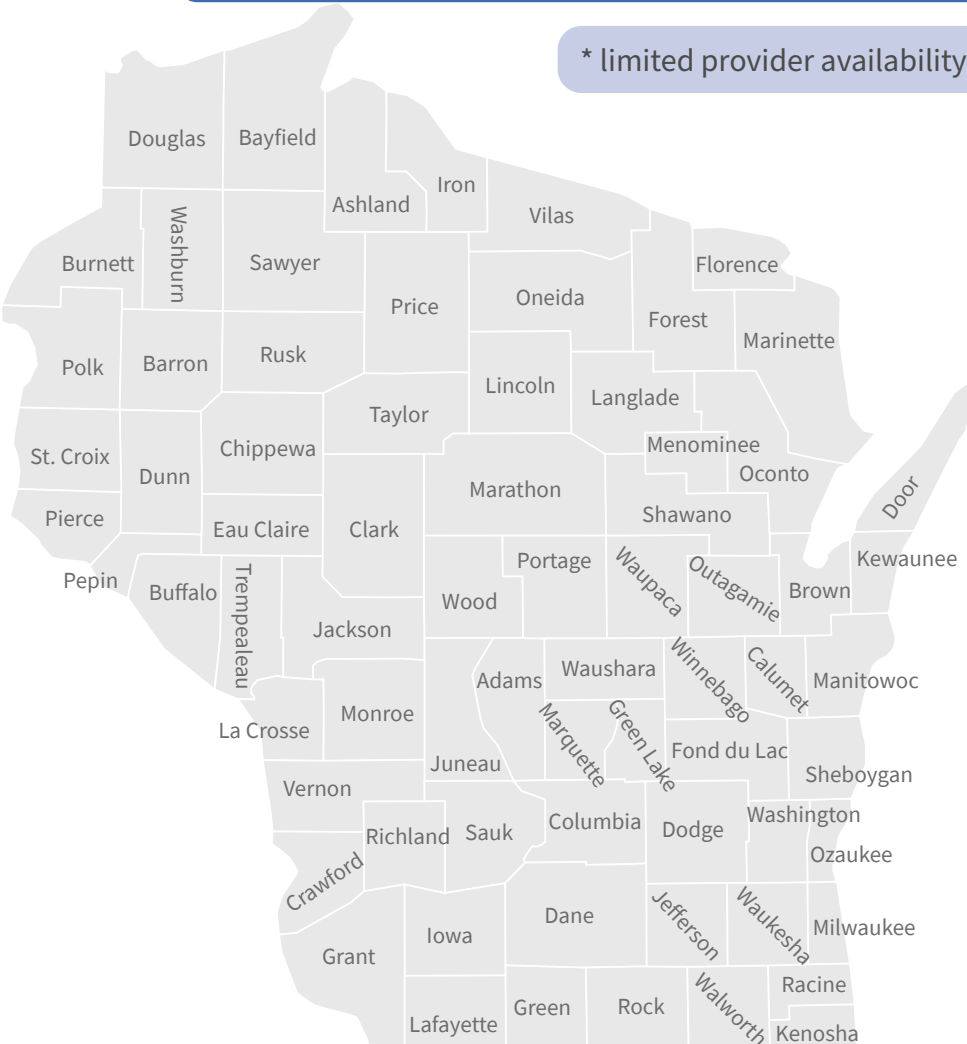 * limited provider availability
Douglas
Bayfield
Iron
Ashland
Vilas
Washburn
Burnett
Sawyer
Florence
Price
Oneida
Forest
Marinette
Polk
Barron
Rusk
Lincoln
Langlade
Taylor
Menominee
St. Croix
Chippewa
Dunn
Oconto
Marathon
Door
Pierce
Eau Claire
Clark
Shawano
Pepin
Portage
Kewaunee
Buffalo
Trempealeau
Wood
Waupaca
Outagamie
Brown
Jackson
Adams
Waushara
Winnebago
Calumet
Manitowoc
La Crosse
Monroe
Marquette
Green Lake
Fond du Lac
Juneau
Sheboygan
Vernon
Richland
Sauk
Columbia
Dodge
Washington
Ozaukee
Crawford
Dane
Jefferson
Waukesha
Milwaukee
Iowa
Grant
Racine
Lafayette
Green
Rock
Walworth
Kenosha